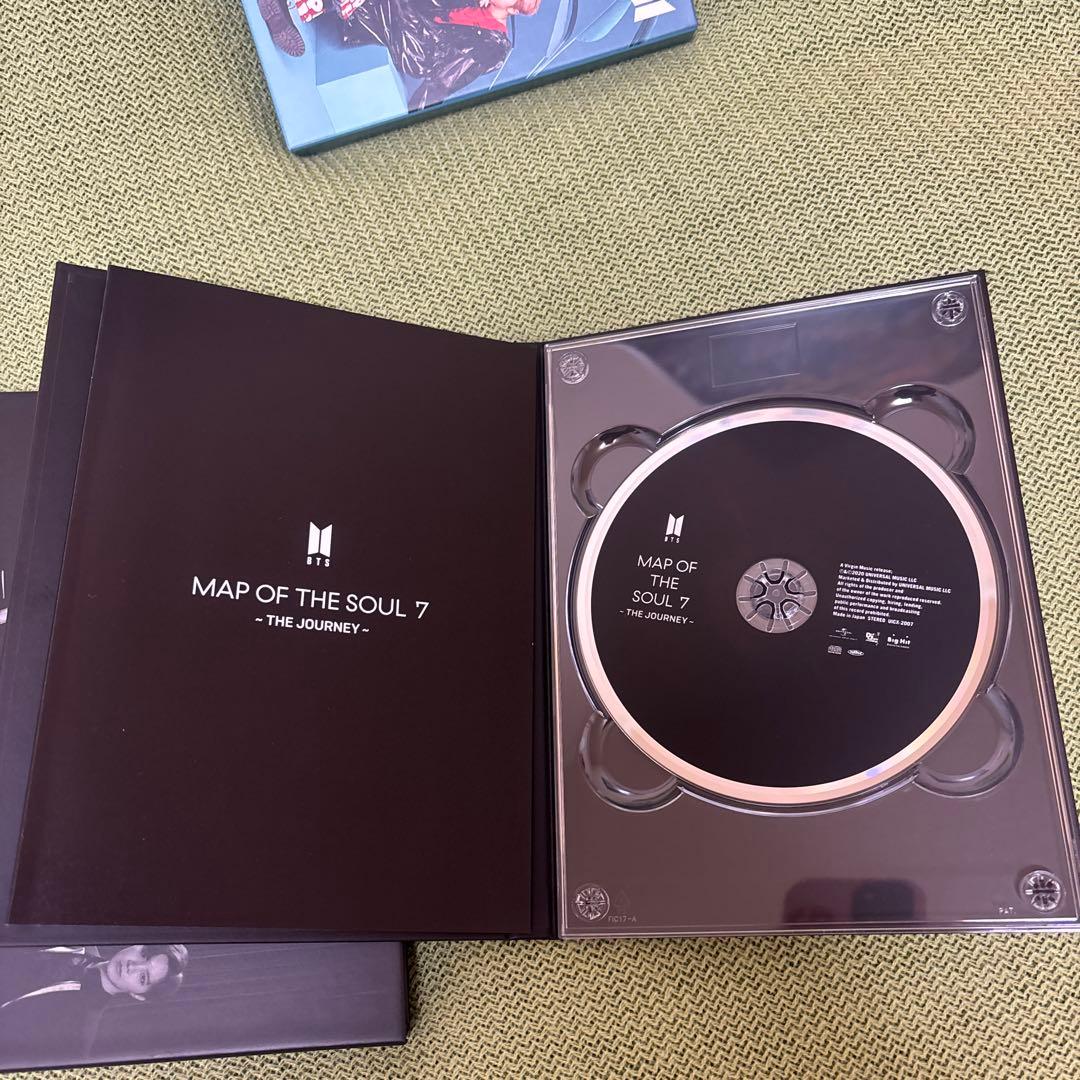 BTS
MAP OF THE SOUL 7
~ THE JOURNEY ~
BTS
MAP OF
THE
SOUL 7
~ THE JOURNEY ~
A Virgin Music release;
℗&©2020 UNIVERSAL MUSIC LLC
Marketed & Distributed by UNIVERSAL MUSIC LLC
All rights of the producer and
of the owner of the work reproduced reserved.
Unauthorized copying, hiring, lending,
public performance and broadcasting
of this record prohibited.
Made in Japan STEREO UICX-2007
Big Hit
FIC17-A
PAT.